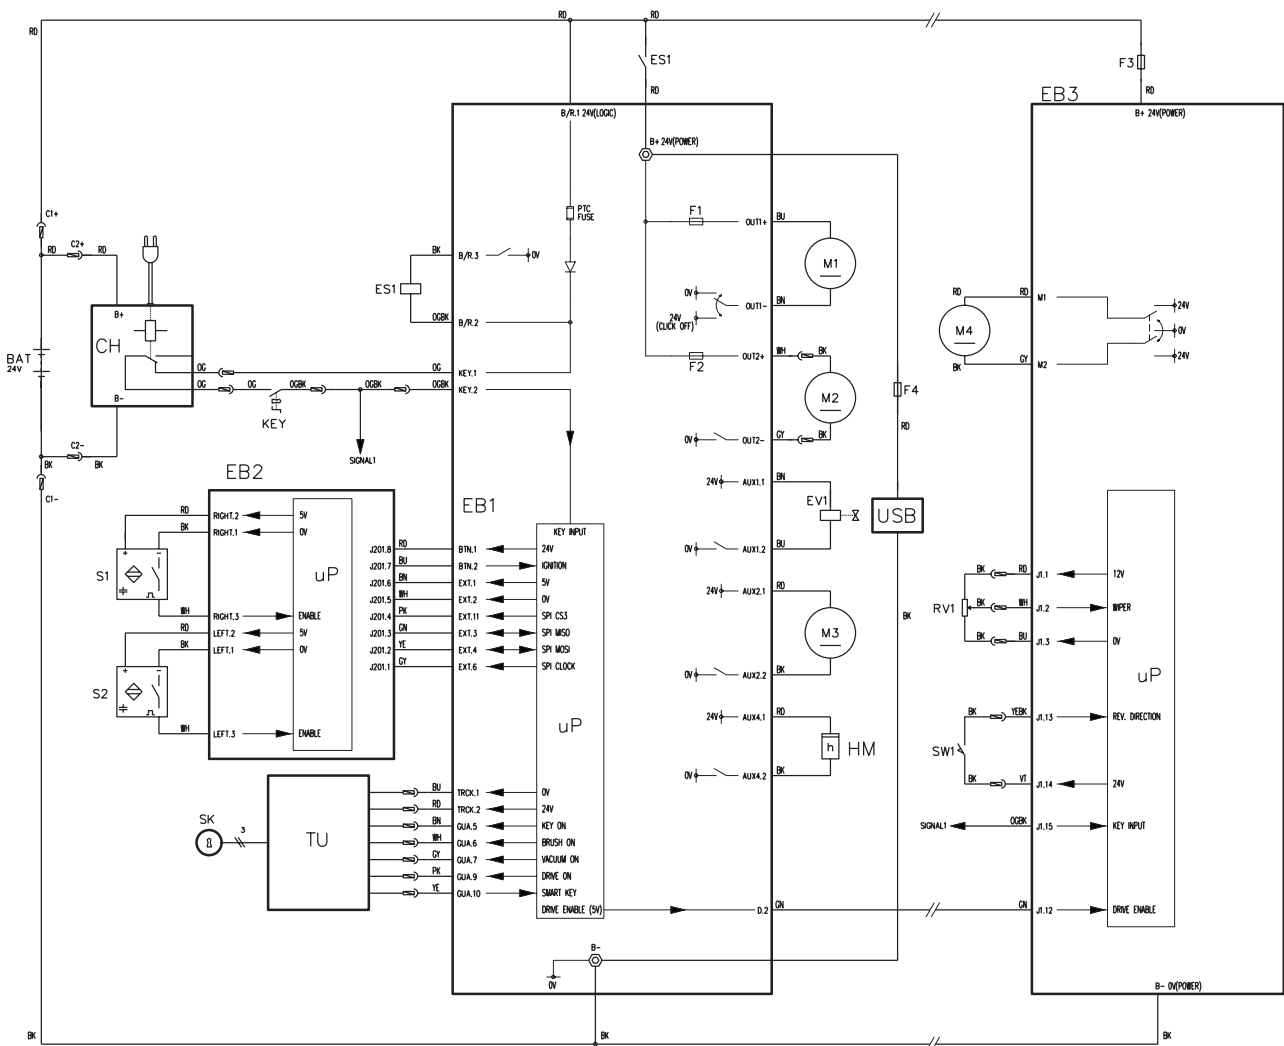 RD
RD
RD
RD
ES1
F3
RD
RD
EB3
B/R.1 24V(LOGIC)
B+ 24V(POWER)
B+ 24V(POWER)
PTC
FUSE
F1
OUT1+
BU
C1+
C2+
RD
RD
BK
B/R.3
0V
M1
ES1
0V
OUT1-
BN
24V
(CLICK OFF)
RD
RD
M1
24V
B+
OGBK
B/R.2
M4
0V
CH
WH
BK
OUT2+
BAT
24V
F2
GY
M2
24V
BK
OG
OG
KEY.1
OG
OG
OGBK
OGBK
OGBK
KEY.2
B-
KEY
M2
F4
RD
C2-
0V
OUT2-
GY
BK
BK
BK
SIGNAL1
EB2
24V
AUX1.1
BN
C1-
EB1
EV1
USB
RD
RIGHT.2
5V
BK
RIGHT.1
0V
KEY INPUT
uP
J201.8
RD
BTN.1
24V
0V
AUX1.2
BU
J201.7
BU
BTN.2
IGNITION
S1
J201.6
BN
EXT.1
5V
BK
RD
J1.1
12V
J201.5
WH
EXT.2
0V
24V
AUX2.1
RD
WH
RIGHT.3
ENABLE
J201.4
PK
EXT.11
SPI CS3
RV1
BK
WH
J1.2
WIPER
BK
RD
LEFT.2
5V
J201.3
GN
EXT.3
SPI MISO
M3
BK
LEFT.1
0V
J201.2
YE
EXT.4
SPI MOSI
BK
BU
J1.3
0V
J201.1
GY
EXT.6
SPI CLOCK
0V
AUX2.2
BK
uP
S2
24V
AUX4.1
RD
BK
YEBK
J1.13
REV. DIRECTION
uP
WH
LEFT.3
ENABLE
h
HM
SW1
0V
AUX4.2
BK
BK
VT
J1.14
24V
BU
TRCK.1
0V
RD
TRCK.2
24V
SK
3
TU
BN
GUA.5
KEY ON
SIGNAL1
OGBK
J1.15
KEY INPUT
WH
GUA.6
BRUSH ON
GY
GUA.7
VACUUM ON
PK
GUA.9
DRIVE ON
YE
GUA.10
SMART KEY
DRIVE ENABLE (5V)
D.2
GN
GN
J1.12
DRIVE ENABLE
B-
0V
B- 0V(POWER)
BK
BK
BK